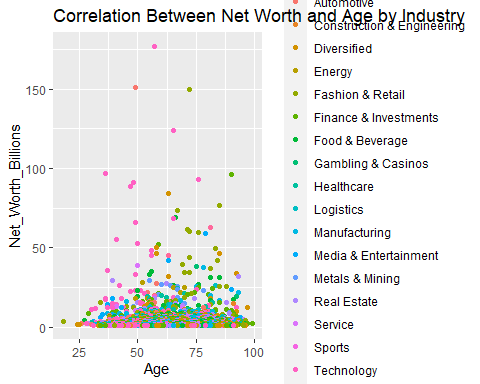 Correlation Between Net Worth and Age by Industry
Net_Worth_Billions
150
100
50
0
25
50
75
100
Age
Automotive
Construction & Engineering
Diversified
Energy
Fashion & Retail
Finance & Investments
Food & Beverage
Gambling & Casinos
Healthcare
Logistics
Manufacturing
Media & Entertainment
Metals & Mining
Real Estate
Service
Sports
Technology